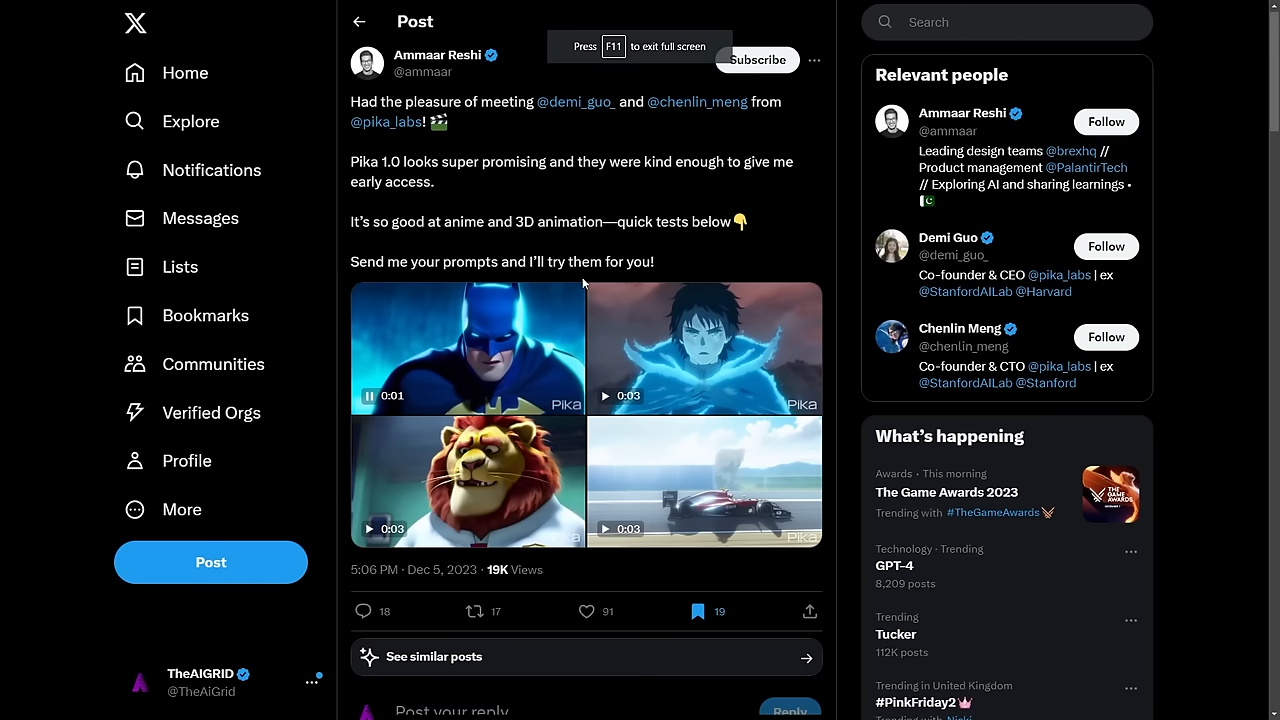 Home
Explore
Notifications
Messages
Lists
Bookmarks
Communities
Verified Orgs
Profile
More
Post
TheAIGRID
@TheAiGrid
Post
Press F11 to exit full screen
Ammaar Reshi
@ammaar
Subscribe
Had the pleasure of meeting @demi_guo_ and @chenlin_meng from
@pika_labs! 🎬
Pika 1.0 looks super promising and they were kind enough to give me
early access.
It’s so good at anime and 3D animation—quick tests below👇
Send me your prompts and I’ll try them for you!
0:01
Pika
0:03
Pika
0:03
0:03
Pika
5:06 PM · Dec 5, 2023 · 19K Views
18
17
91
19
See similar posts
Post your reply
Reply
Search
Relevant people
Ammaar Reshi
@ammaar
Follow
Leading design teams @brexhq //
Product management @PalantirTech
// Exploring AI and sharing learnings •
🇵🇰
Demi Guo
@demi_guo_
Follow
Co-founder & CEO @pika_labs | ex
@StanfordAILab @Harvard
Chenlin Meng
@chenlin_meng
Follow
Co-founder & CTO @pika_labs | ex
@StanfordAILab @Stanford
What’s happening
Awards · This morning
The Game Awards 2023
Trending with #TheGameAwards
THE
GAME
AWARDS
Technology · Trending
GPT-4
8,209 posts
Trending
Tucker
112K posts
Trending in United Kingdom
#PinkFriday2
Trending with Nicki